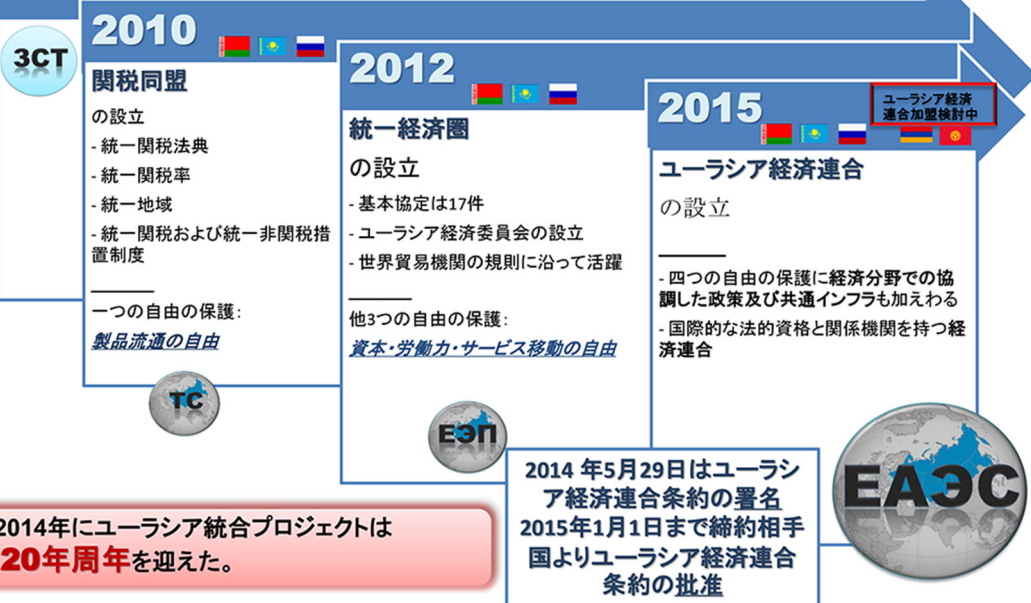 ЗСТ
2010
関税同盟
の設立
- 統一関税法典
- 統一関税率
- 統一地域
- 統一関税および統一非関税措
置制度
一つの自由の保護:
製品流通の自由
ТС
2012
統一経済圏
の設立
- 基本協定は17件
- ユーラシア経済委員会の設立
- 世界貿易機関の規則に沿って活躍
他3つの自由の保護:
資本・労働力・サービス移動の自由
ЕЭП
2015
ユーラシア経済
連合加盟検討中
ユーラシア経済連合
の設立
- 四つの自由の保護に経済分野での協
調した政策及び共通インフラも加えわる
- 国際的な法的資格と関係機関を持つ経
済連合
ЕАЭС
2014 年5月29日はユーラシ
ア経済連合条約の署名
2015年1月1日まで締約相手
国よりユーラシア経済連合
条約の批准
2014年にユーラシア統合プロジェクトは
20年周年を迎えた。